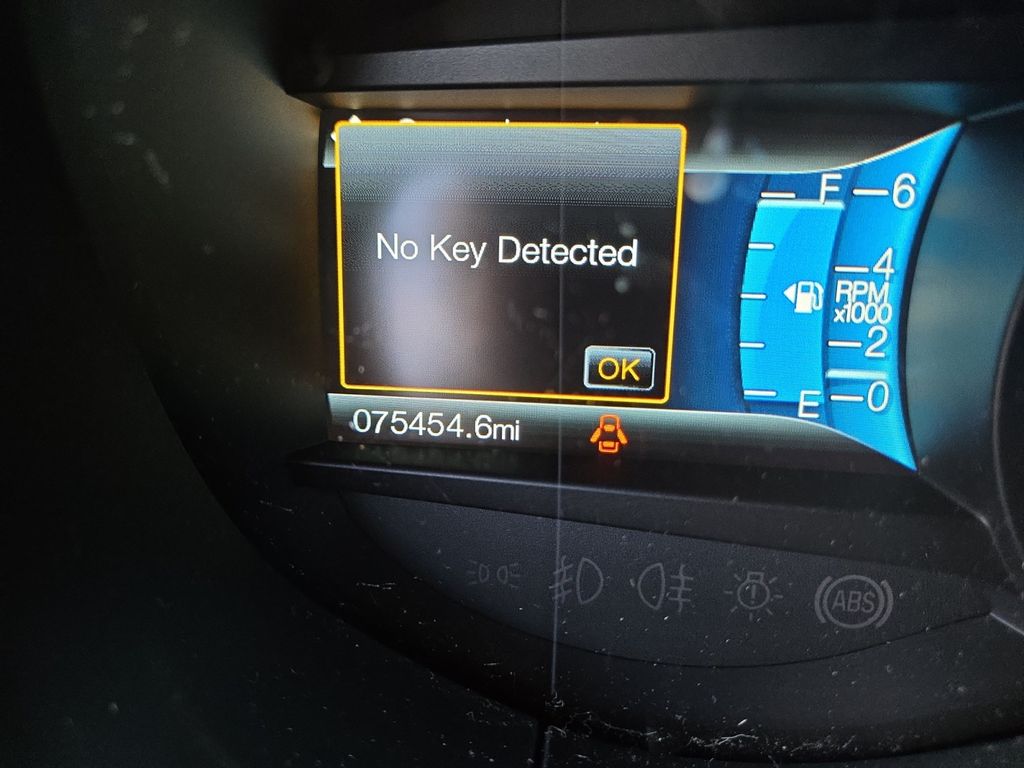 No Key Detected
OK
075454.6mi
F
E
6
4
RPM
x1000
2
0
ABS